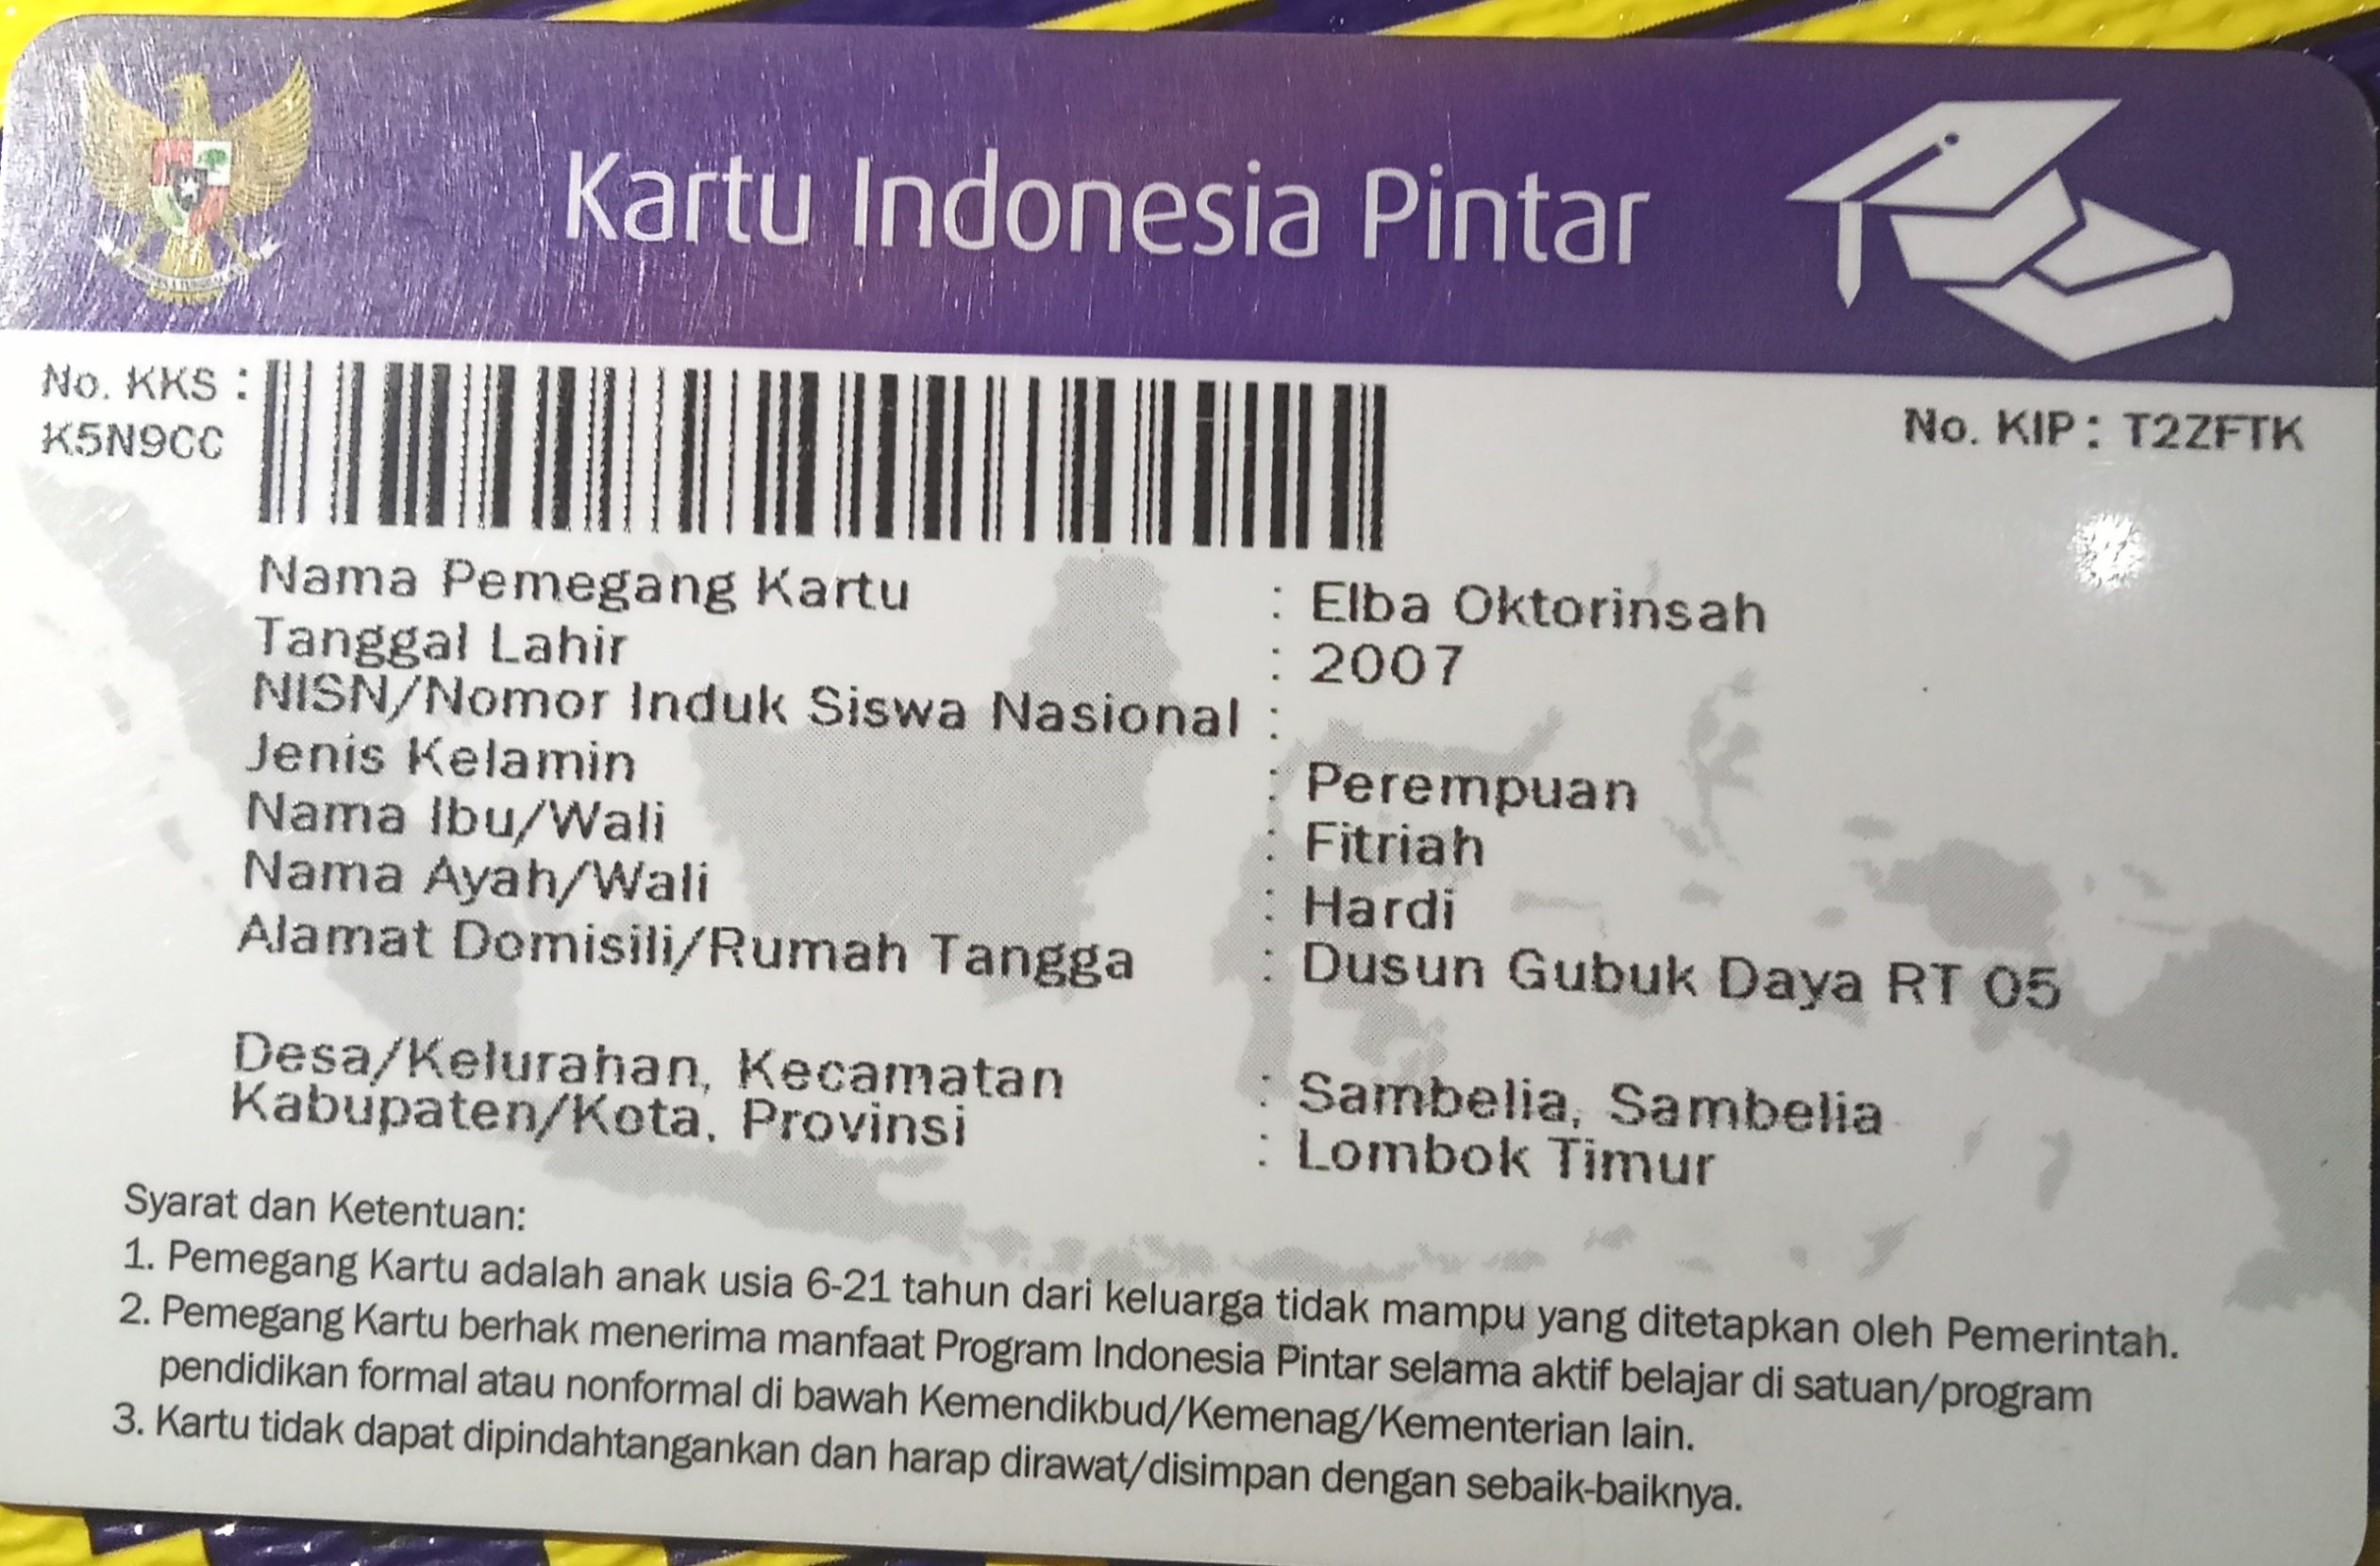 Kartu Indonesia Pintar
No. KKS :
K5N9CC
No. KIP : T2ZFTK
Nama Pemegang Kartu : Elba Oktorinsah
Tanggal Lahir : 2007
NISN/Nomor Induk Siswa Nasional :
Jenis Kelamin : Perempuan
Nama Ibu/Wali : Fitriah
Nama Ayah/Wali : Hardi
Alamat Domisili/Rumah Tangga : Dusun Gubuk Daya RT 05
Desa/Kelurahan, Kecamatan : Sambelia, Sambelia
Kabupaten/Kota, Provinsi : Lombok Timur
Syarat dan Ketentuan:
1. Pemegang Kartu adalah anak usia 6-21 tahun dari keluarga tidak mampu yang ditetapkan oleh Pemerintah.
2. Pemegang Kartu berhak menerima manfaat Program Indonesia Pintar selama aktif belajar di satuan/program
pendidikan formal atau nonformal di bawah Kemendikbud/Kemenag/Kementerian lain.
3. Kartu tidak dapat dipindahtangankan dan harap dirawat/disimpan dengan sebaik-baiknya.